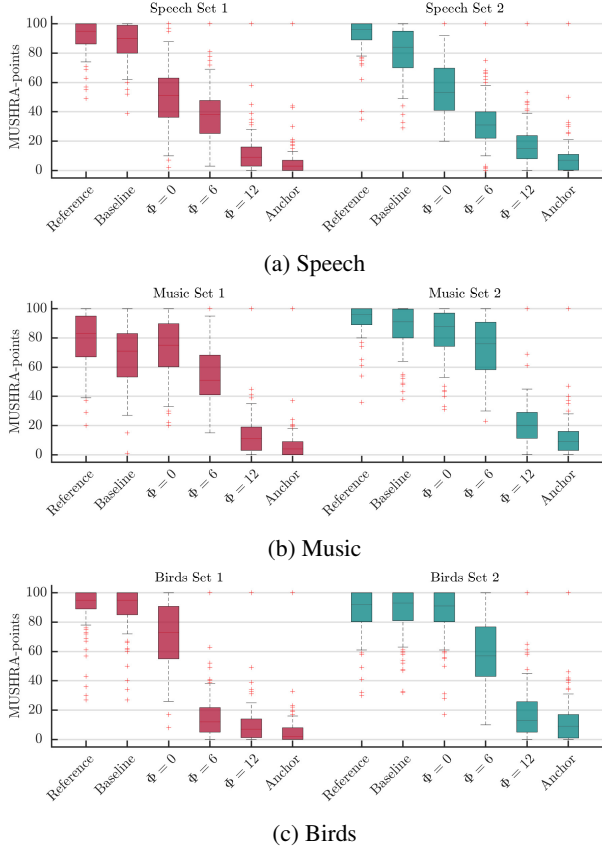 Speech Set 1 Speech Set 2
MUSHRA-points
100
80
60
40
20
0
Reference Baseline Φ = 0 Φ = 6 Φ = 12 Anchor Reference Baseline Φ = 0 Φ = 6 Φ = 12 Anchor
(a) Speech
Music Set 1 Music Set 2
MUSHRA-points
100
80
60
40
20
0
Reference Baseline Φ = 0 Φ = 6 Φ = 12 Anchor Reference Baseline Φ = 0 Φ = 6 Φ = 12 Anchor
(b) Music
Birds Set 1 Birds Set 2
MUSHRA-points
100
80
60
40
20
0
Reference Baseline Φ = 0 Φ = 6 Φ = 12 Anchor Reference Baseline Φ = 0 Φ = 6 Φ = 12 Anchor
(c) Birds